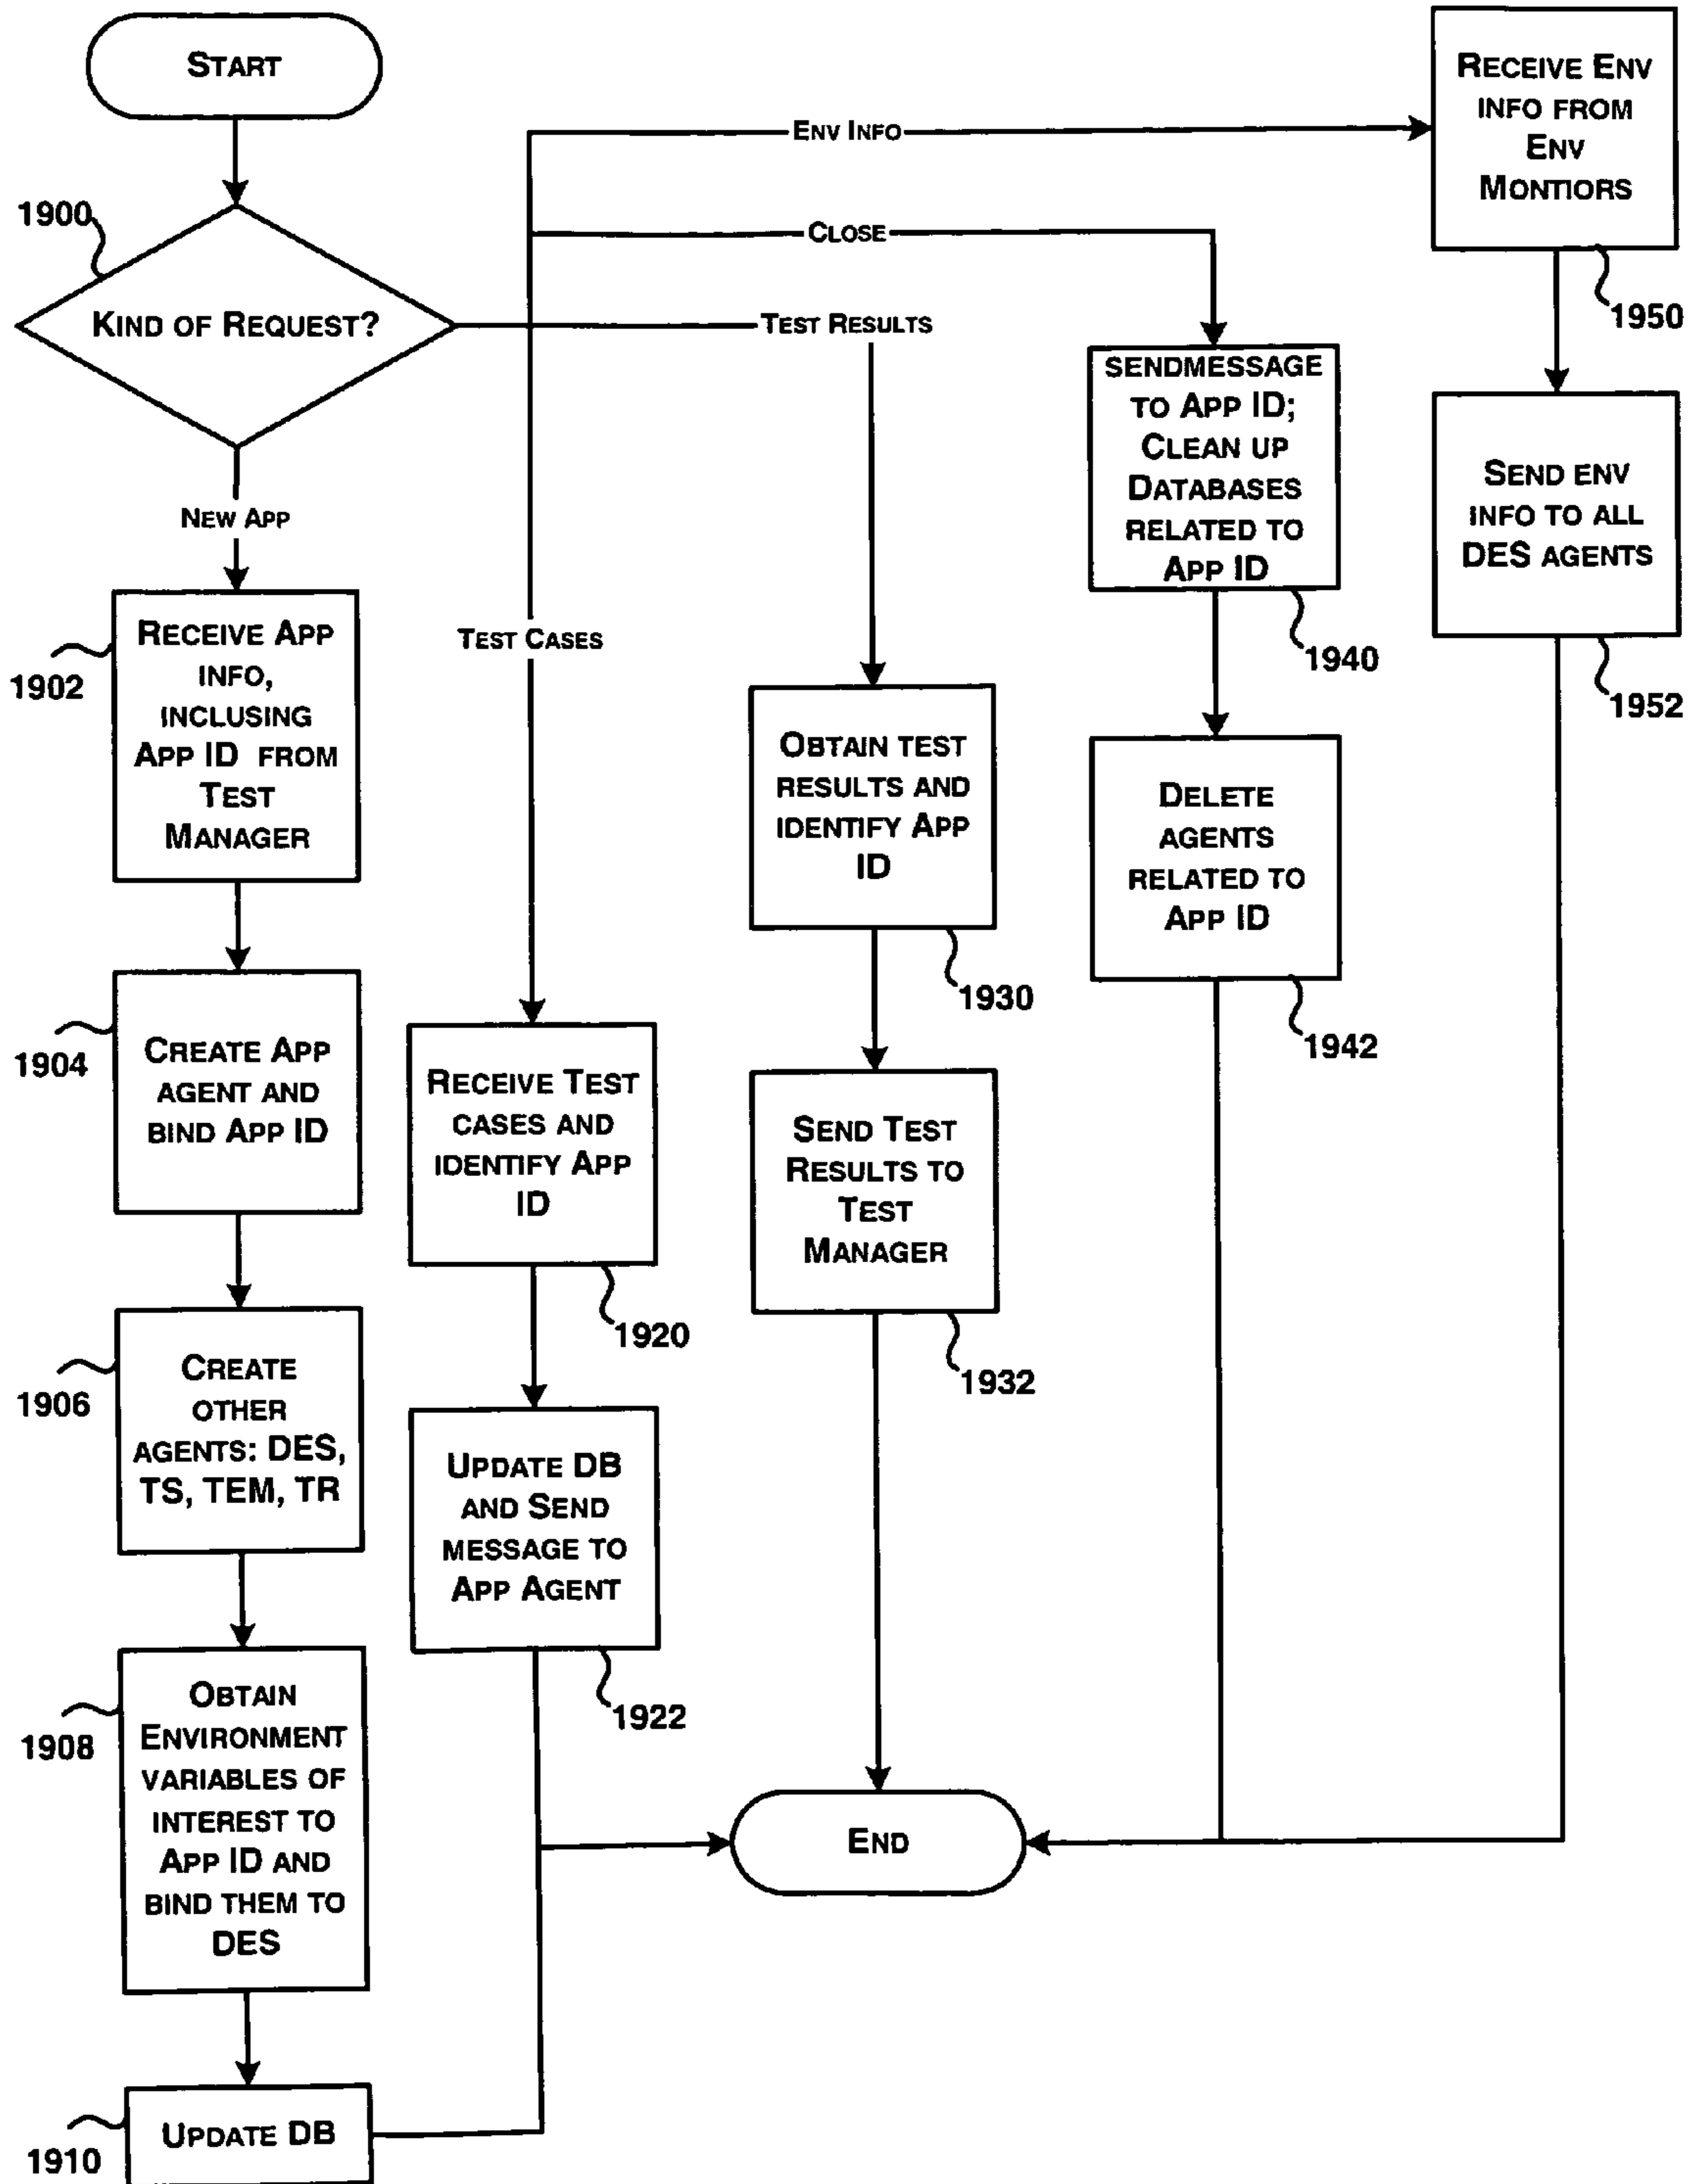 START
1900
KIND OF REQUEST?
NEW APP
1902
RECEIVE APP
INFO,
INCLUSING
APP ID FROM
TEST
MANAGER
1904
CREATE APP
AGENT AND
BIND APP ID
1906
CREATE
OTHER
AGENTS: DES,
TS, TEM, TR
1908
OBTAIN
ENVIRONMENT
VARIABLES OF
INTEREST TO
APP ID AND
BIND THEM TO
DES
1910
UPDATE DB
TEST CASES
RECEIVE TEST
CASES AND
IDENTIFY APP
ID
1920
UPDATE DB
AND SEND
MESSAGE TO
APP AGENT
1922
TEST RESULTS
OBTAIN TEST
RESULTS AND
IDENTIFY APP
ID
1930
SEND TEST
RESULTS TO
TEST
MANAGER
1932
CLOSE
SENDMESSAGE
TO APP ID;
CLEAN UP
DATABASES
RELATED TO
APP ID
1940
DELETE
AGENTS
RELATED TO
APP ID
1942
ENV INFO
RECEIVE ENV
INFO FROM
ENV
MONTIORS
1950
SEND ENV
INFO TO ALL
DES AGENTS
1952
END